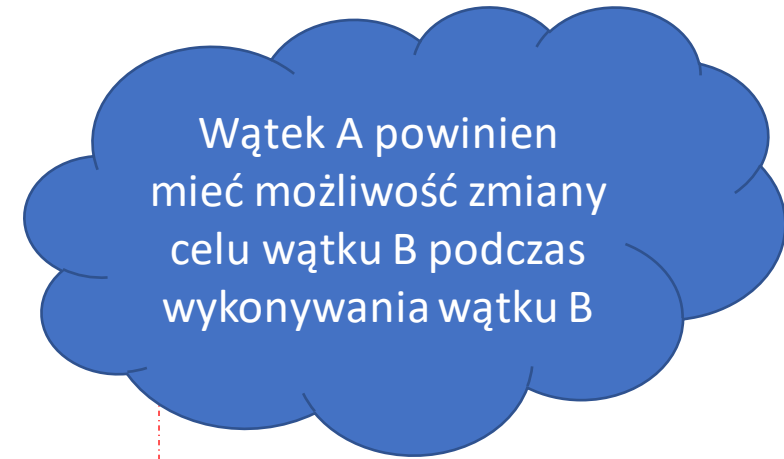 Wątek A powinien
mieć możliwość zmiany
celu wątku B podczas
wykonywania wątku B